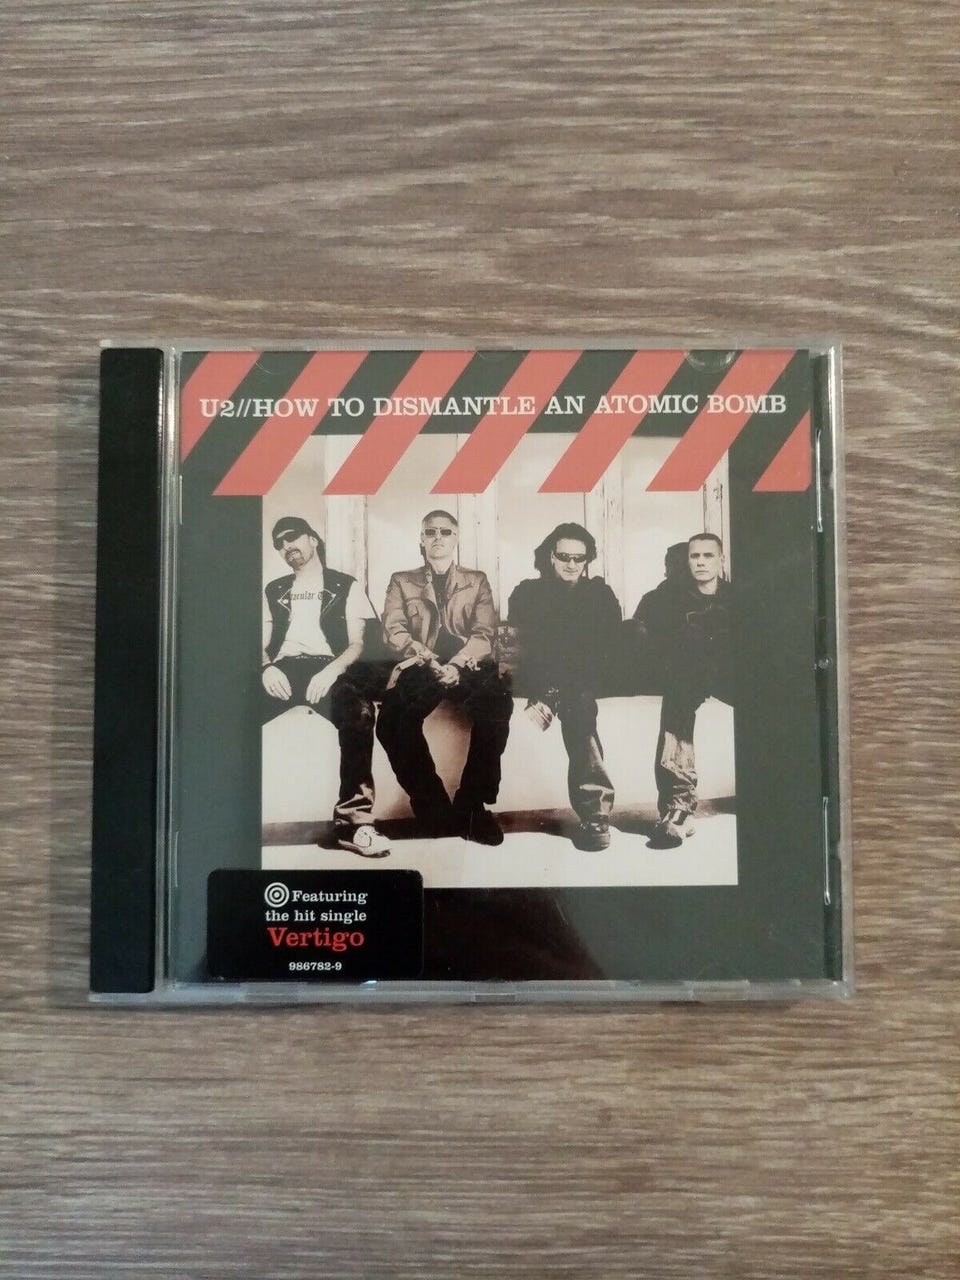 U2//HOW TO DISMANTLE AN ATOMIC BOMB
Featuring
the hit single
Vertigo
986782-9